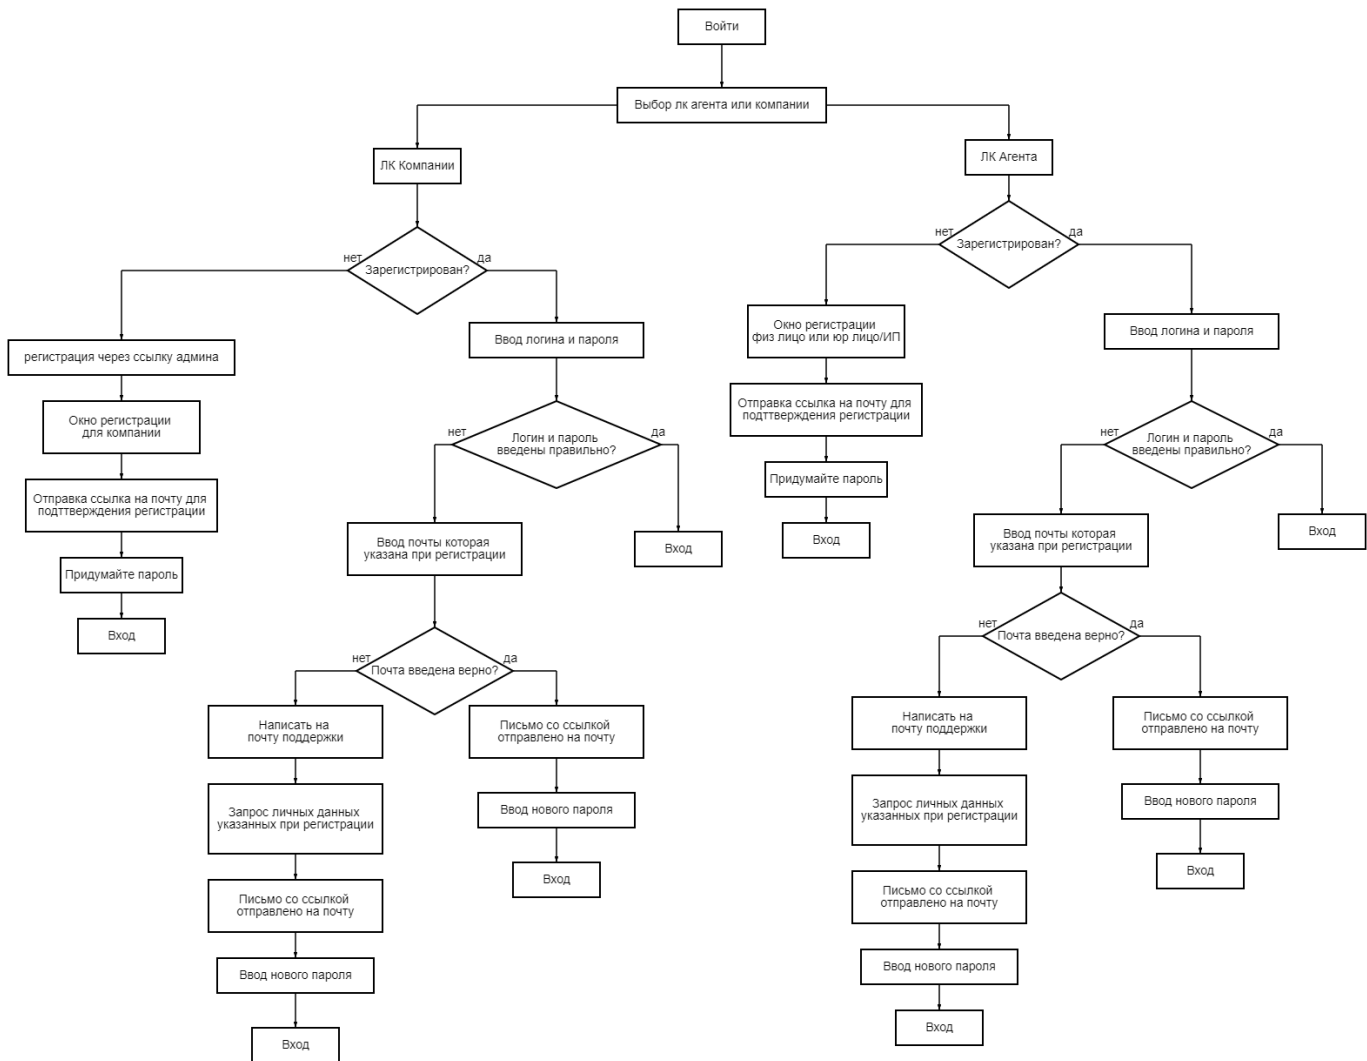 Войти
Выбор лк агента или компании
ЛК Компании
ЛК Агента
нет
Зарегистрирован?
да
нет
Зарегистрирован?
да
регистрация через ссылку админа
Окно регистрации
для компании
Отправка ссылка на почту для
подттверждения регистрации
Придумайте пароль
Вход
Ввод логина и пароля
нет
Логин и пароль
введены правильно?
да
Ввод почты которая
указана при регистрации
Вход
нет
Почта введена верно?
да
Написать на
почту поддержки
Запрос личных данных
указанных при регистрации
Письмо со ссылкой
отправлено на почту
Ввод нового пароля
Вход
Письмо со ссылкой
отправлено на почту
Ввод нового пароля
Вход
Окно регистрации
физ лицо или юр лицо/ИП
Отправка ссылка на почту для
подттверждения регистрации
Придумайте пароль
Вход
Ввод логина и пароля
нет
Логин и пароль
введены правильно?
да
Ввод почты которая
указана при регистрации
Вход
нет
Почта введена верно?
да
Написать на
почту поддержки
Запрос личных данных
указанных при регистрации
Письмо со ссылкой
отправлено на почту
Ввод нового пароля
Вход
Письмо со ссылкой
отправлено на почту
Ввод нового пароля
Вход